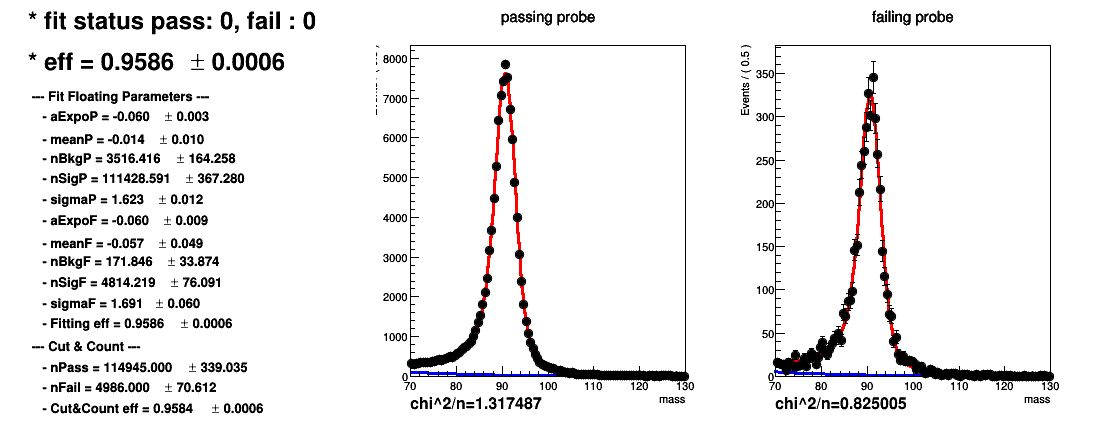 * fit status pass: 0, fail : 0
* eff = 0.9586 ± 0.0006
--- Fit Floating Parameters ---
- aExpoP = -0.060 ± 0.003
- meanP = -0.014 ± 0.010
- nBkgP = 3516.416 ± 164.258
- nSigP = 111428.591 ± 367.280
- sigmaP = 1.623 ± 0.012
- aExpoF = -0.060 ± 0.009
- meanF = -0.057 ± 0.049
- nBkgF = 171.846 ± 33.874
- nSigF = 4814.219 ± 76.091
- sigmaF = 1.691 ± 0.060
- Fitting eff = 0.9586 ± 0.0006
--- Cut & Count ---
- nPass = 114945.000 ± 339.035
- nFail = 4986.000 ± 70.612
- Cut&Count eff = 0.9584 ± 0.0006
passing probe
8000
7000
6000
5000
4000
3000
2000
1000
0
70 80 90 100 110 120 130
mass
chi^2/n=1.317487
failing probe
Events / ( 0.5 )
350
300
250
200
150
100
50
0
70 80 90 100 110 120 130
mass
chi^2/n=0.825005